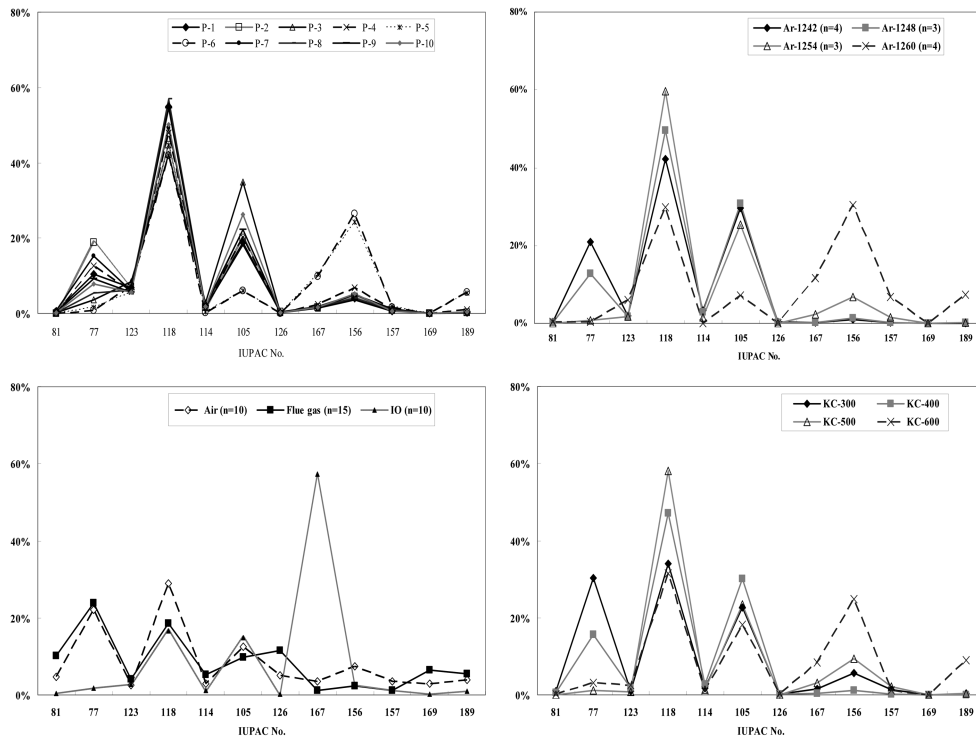 80%
60%
40%
20%
0%
P-1 P-2 P-3 P-4 P-5
P-6 P-7 P-8 P-9 P-10
81 77 123 118 114 105 126 167 156 157 169 189
IUPAC No.
80%
60%
40%
20%
0%
Ar-1242 (n=4) Ar-1248 (n=3)
Ar-1254 (n=3) Ar-1260 (n=4)
81 77 123 118 114 105 126 167 156 157 169 189
IUPAC No.
80%
60%
40%
20%
0%
Air (n=10) Flue gas (n=15) IO (n=10)
81 77 123 118 114 105 126 167 156 157 169 189
IUPAC No.
80%
60%
40%
20%
0%
KC-300 KC-400
KC-500 KC-600
81 77 123 118 114 105 126 167 156 157 169 189
IUPAC No.